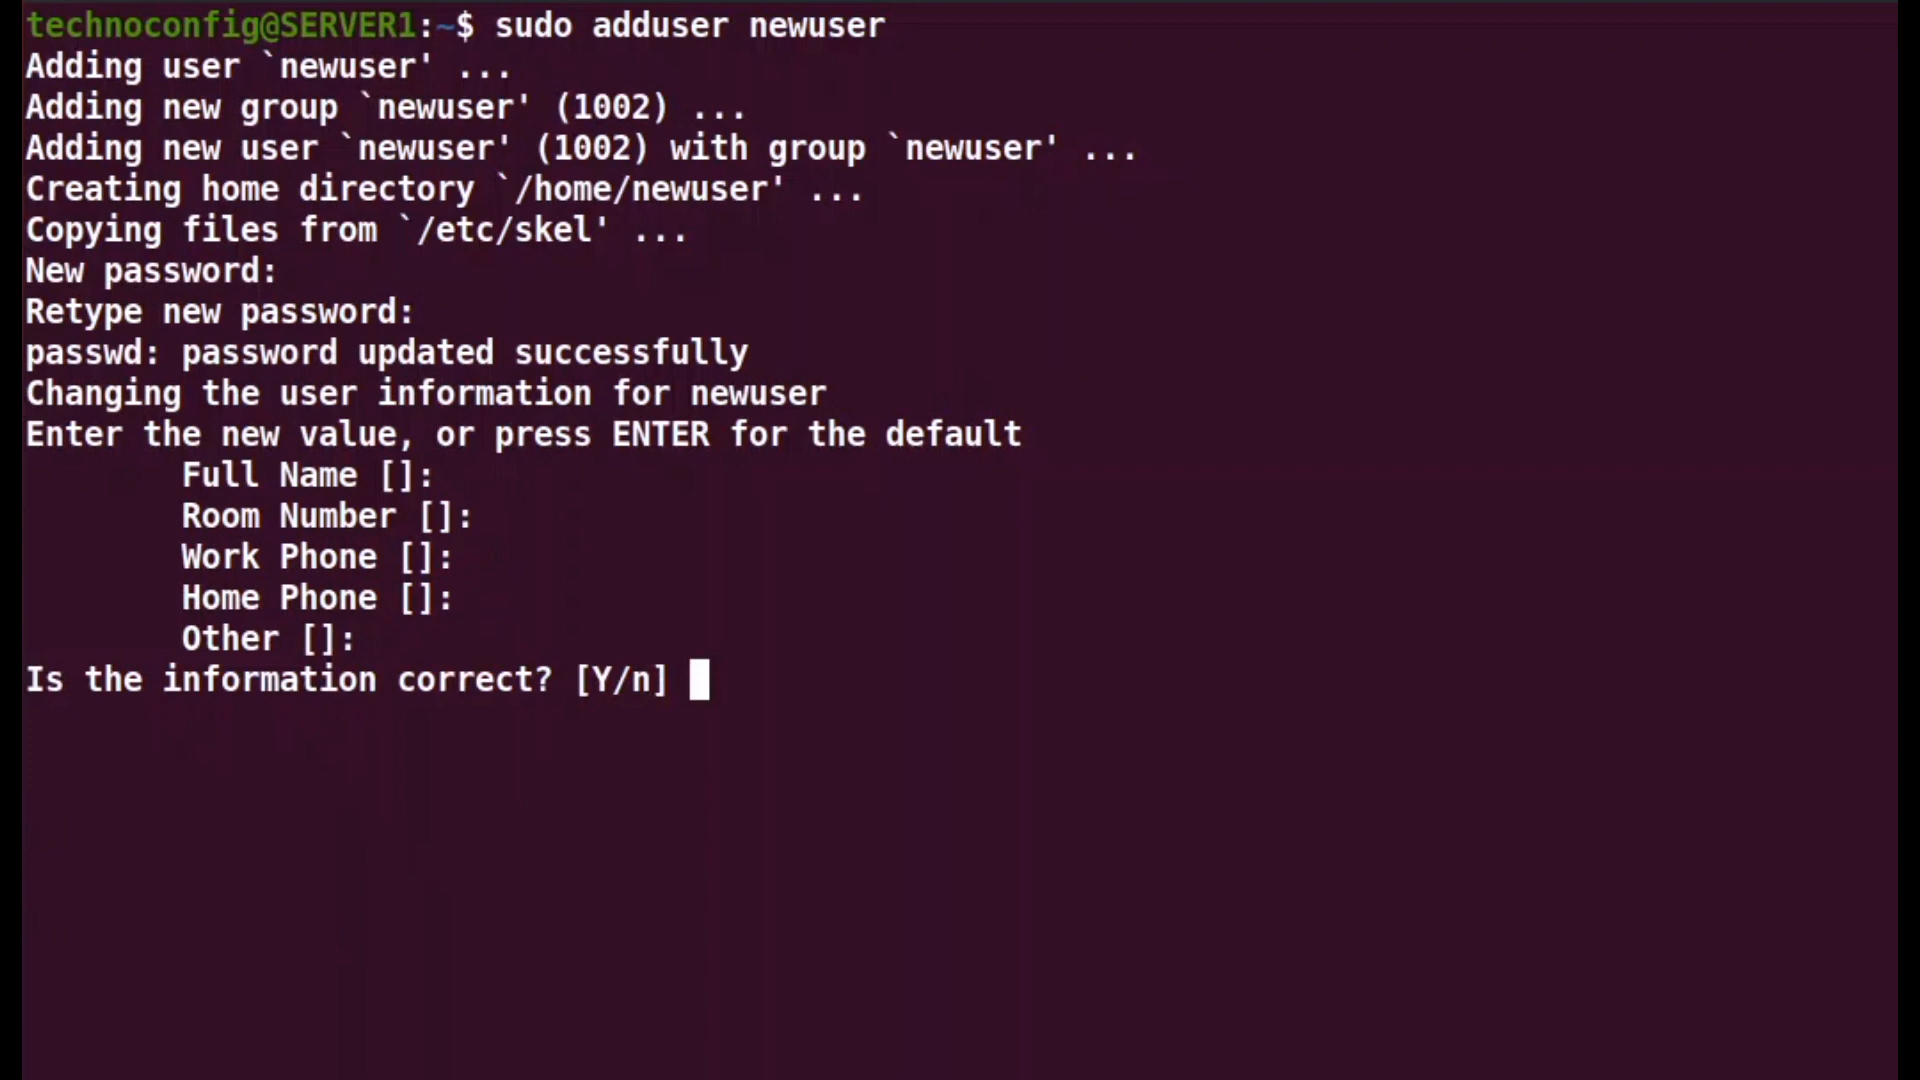 technoconfig@SERVER1:~$ sudo adduser newuser
Adding user `newuser' ...
Adding new group `newuser' (1002) ...
Adding new user `newuser' (1002) with group `newuser' ...
Creating home directory `/home/newuser' ...
Copying files from `/etc/skel' ...
New password:
Retype new password:
passwd: password updated successfully
Changing the user information for newuser
Enter the new value, or press ENTER for the default
        Full Name []:
        Room Number []:
        Work Phone []:
        Home Phone []:
        Other []:
Is the information correct? [Y/n]